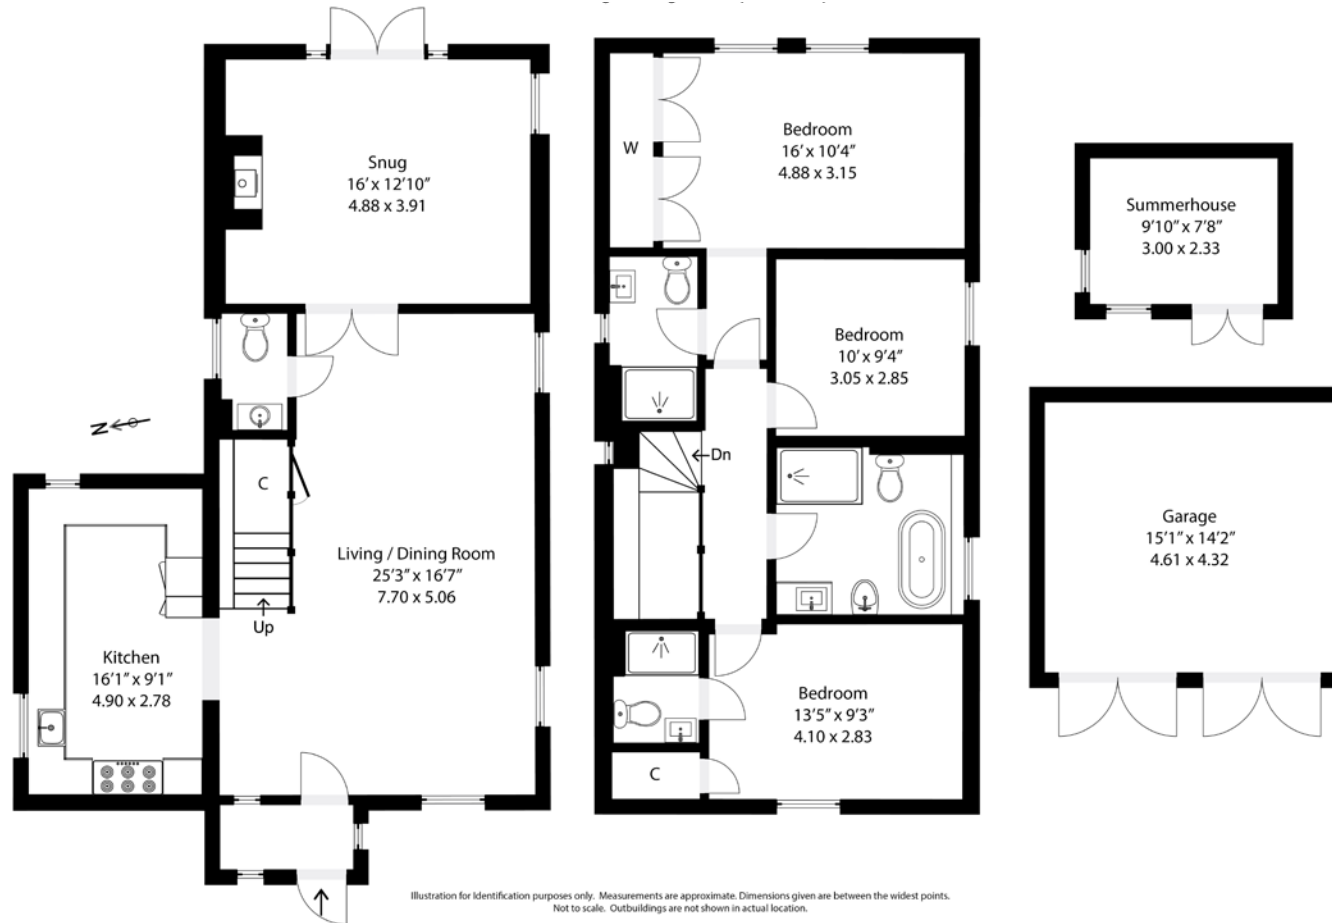 Snug
16' x 12'10"
4.88 x 3.91
Bedroom
16' x 10'4"
4.88 x 3.15
W
Summerhouse
9'10" x 7'8"
3.00 x 2.33
Bedroom
10' x 9'4"
3.05 x 2.85
N
Dn
C
Living / Dining Room
25'3" x 16'7"
7.70 x 5.06
Up
Garage
15'1" x 14'2"
4.61 x 4.32
Kitchen
16'1" x 9'1"
4.90 x 2.78
Bedroom
13'5" x 9'3"
4.10 x 2.83
C
Illustration for identification purposes only. Measurements are approximate. Dimensions given are between the widest points.
Not to scale. Outbuildings are not shown in actual location.